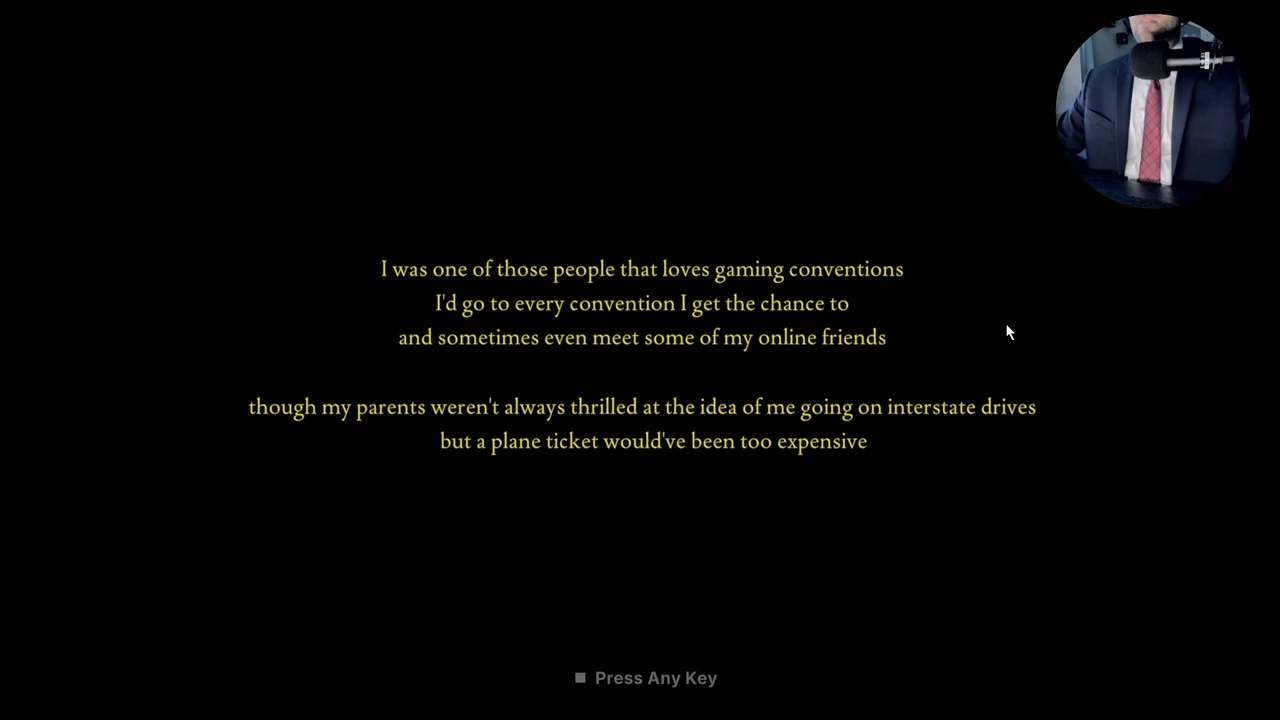 I was one of those people that loves gaming conventions
I'd go to every convention I get the chance to
and sometimes even meet some of my online friends
though my parents weren't always thrilled at the idea of me going on interstate drives
but a plane ticket would've been too expensive
Press Any Key